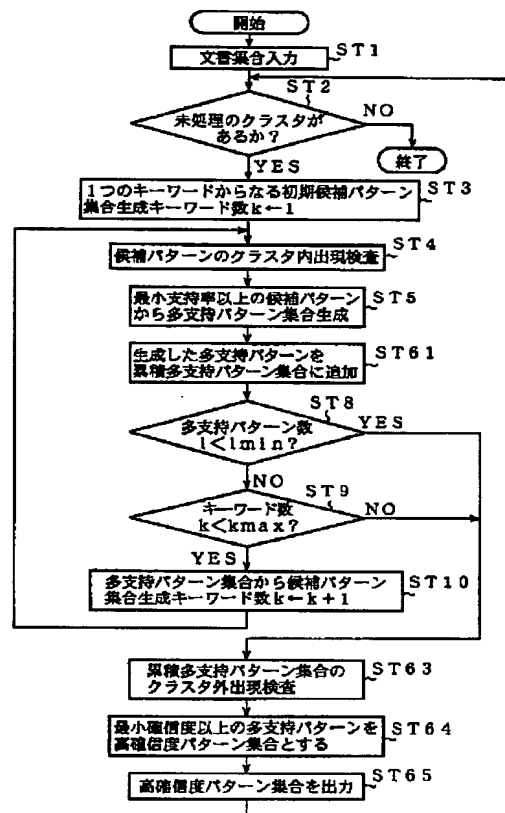 開始
ST1
文書集合入力
ST2
未処理のクラスタが
あるか？
NO
終了
YES
1つのキーワードからなる初期候補パターン
集合生成キーワード数k←1
ST3
ST4
候補パターンのクラスタ内出現検査
最小支持率以上の候補パターン
から多支持パターン集合生成
ST5
生成した多支持パターンを
累積多支持パターン集合に追加
ST61
ST8
多支持パターン数
l＜lmin？
YES
NO
ST9
キーワード数
k＜kmax？
NO
YES
多支持パターン集合から候補パターン
集合生成キーワード数k←k＋1
ST10
累積多支持パターン集合の
クラスタ外出現検査
ST63
最小確信度以上の多支持パターンを
高確信度パターン集合とする
ST64
高確信度パターン集合を出力
ST65